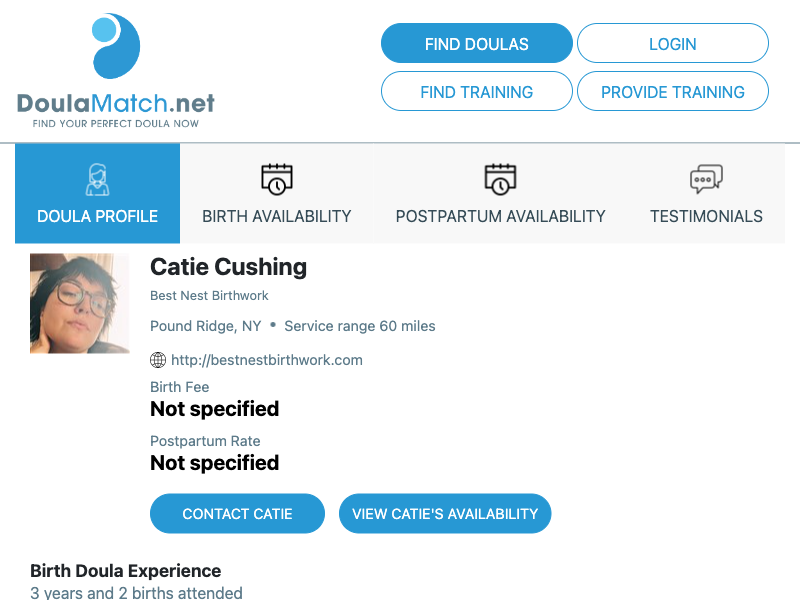 DoulaMatch.net
FIND YOUR PERFECT DOULA NOW
FIND DOULAS
LOGIN
FIND TRAINING
PROVIDE TRAINING
DOULA PROFILE
BIRTH AVAILABILITY
POSTPARTUM AVAILABILITY
TESTIMONIALS
Catie Cushing
Best Nest Birthwork
Pound Ridge, NY • Service range 60 miles
http://bestnestbirthwork.com
Birth Fee
Not specified
Postpartum Rate
Not specified
CONTACT CATIE
VIEW CATIE'S AVAILABILITY
Birth Doula Experience
3 years and 2 births attended